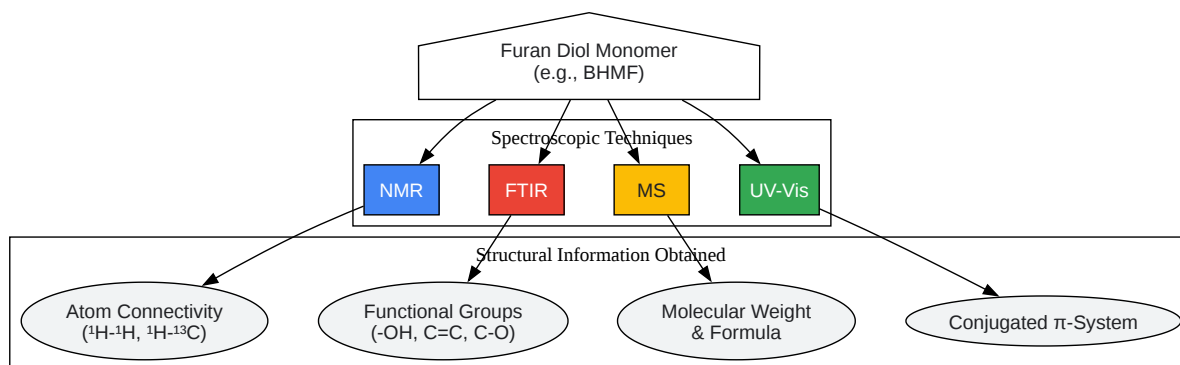 Furan Diol Monomer
(e.g., BHMF)
Spectroscopic Techniques
NMR
FTIR
MS
UV-Vis
Structural Information Obtained
Atom Connectivity
(¹H-¹H, ¹H-¹³C)
Functional Groups
(-OH, C=C, C-O)
Molecular Weight
& Formula
Conjugated π-System